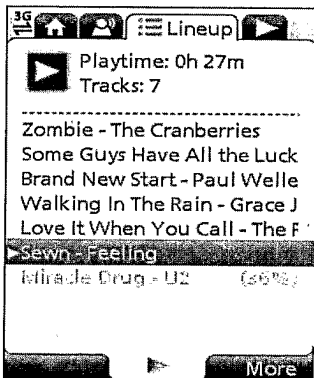 3G Lineup
Playtime: 0h 27m
Tracks: 7
Zombie - The Cranberries
Some Guys Have All the Luck
Brand New Start - Paul Welle
Walking In The Rain - Grace J
Love It When You Call - The F
Sewn - Feeling
Miracle Drug - U2
More